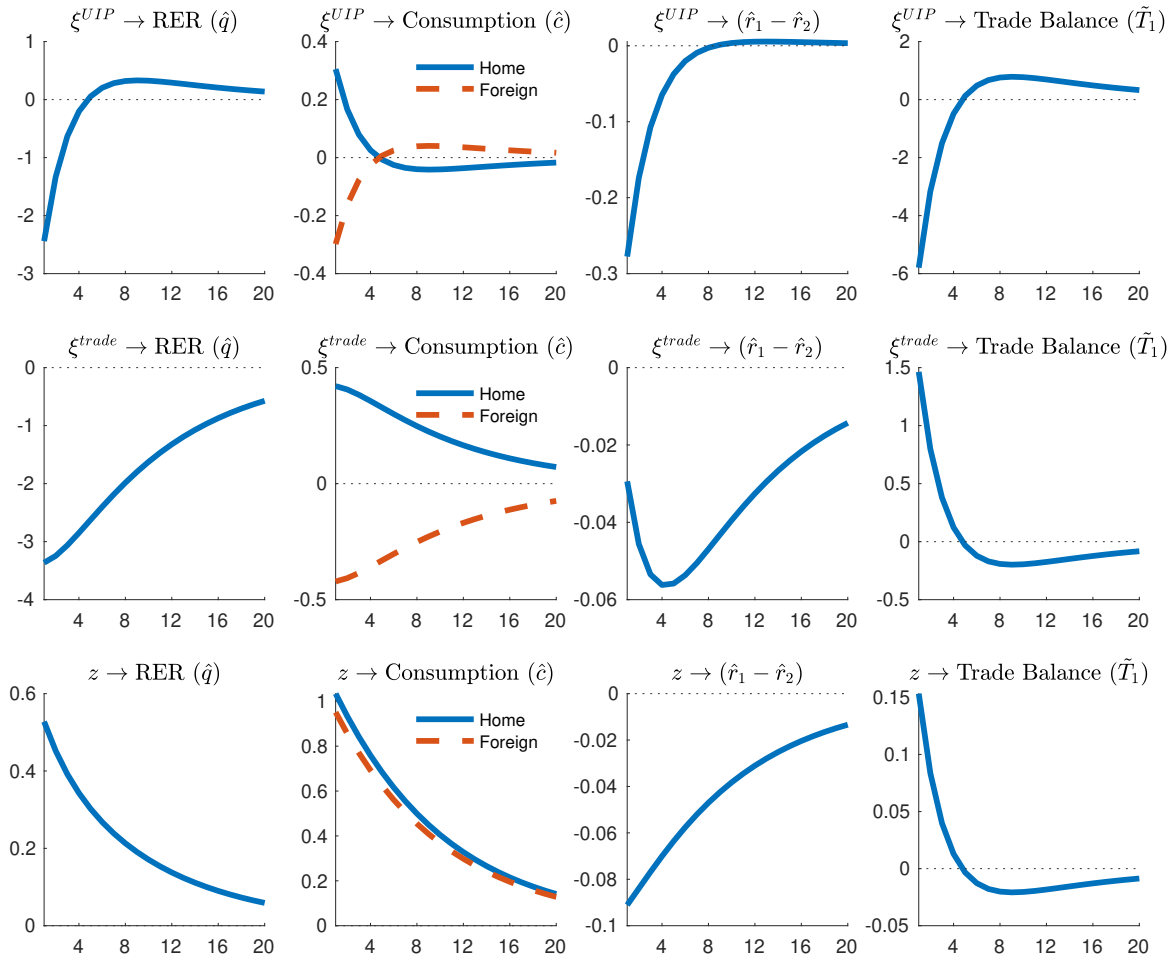 ξ^{UIP} → RER (q̂)
1
0
-1
-2
-3
4 8 12 16 20
ξ^{UIP} → Consumption (ĉ)
0.4
0.2
0
-0.2
-0.4
Home
Foreign
4 8 12 16 20
ξ^{UIP} → (r̂₁ − r̂₂)
0
-0.1
-0.2
-0.3
4 8 12 16 20
ξ^{UIP} → Trade Balance (T̃₁)
2
0
-2
-4
-6
4 8 12 16 20
ξ^{trade} → RER (q̂)
0
-1
-2
-3
-4
4 8 12 16 20
ξ^{trade} → Consumption (ĉ)
0.5
0
-0.5
Home
Foreign
4 8 12 16 20
ξ^{trade} → (r̂₁ − r̂₂)
0
-0.02
-0.04
-0.06
4 8 12 16 20
ξ^{trade} → Trade Balance (T̃₁)
1.5
1
0.5
0
-0.5
4 8 12 16 20
z → RER (q̂)
0.6
0.4
0.2
0
4 8 12 16 20
z → Consumption (ĉ)
1
0.8
0.6
0.4
0.2
0
Home
Foreign
4 8 12 16 20
z → (r̂₁ − r̂₂)
0
-0.02
-0.04
-0.06
-0.08
-0.1
4 8 12 16 20
z → Trade Balance (T̃₁)
0.15
0.1
0.05
0
-0.05
4 8 12 16 20